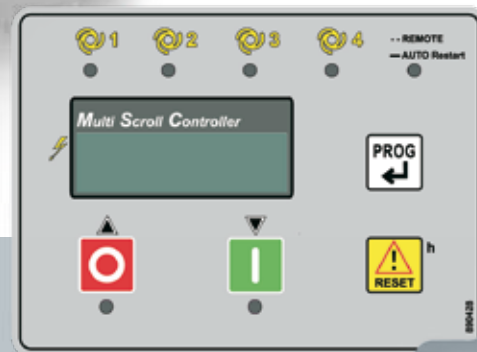 1
2
3
4
-- REMOTE
— AUTO Restart
Multi Scroll Controller
PROG
h
RESET
890428